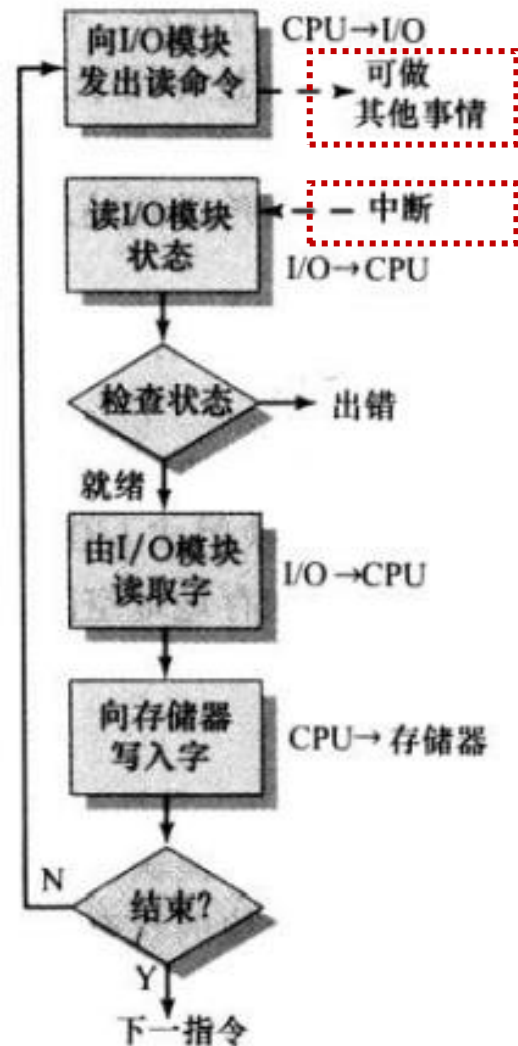 向I/O模块
发出读命令
CPU→I/O
可做
其他事情
读I/O模块
状态
中断
I/O→CPU
检查状态
出错
就绪
由I/O模块
读取字
I/O→CPU
向存储器
写入字
CPU→存储器
N
结束?
Y
下一指令